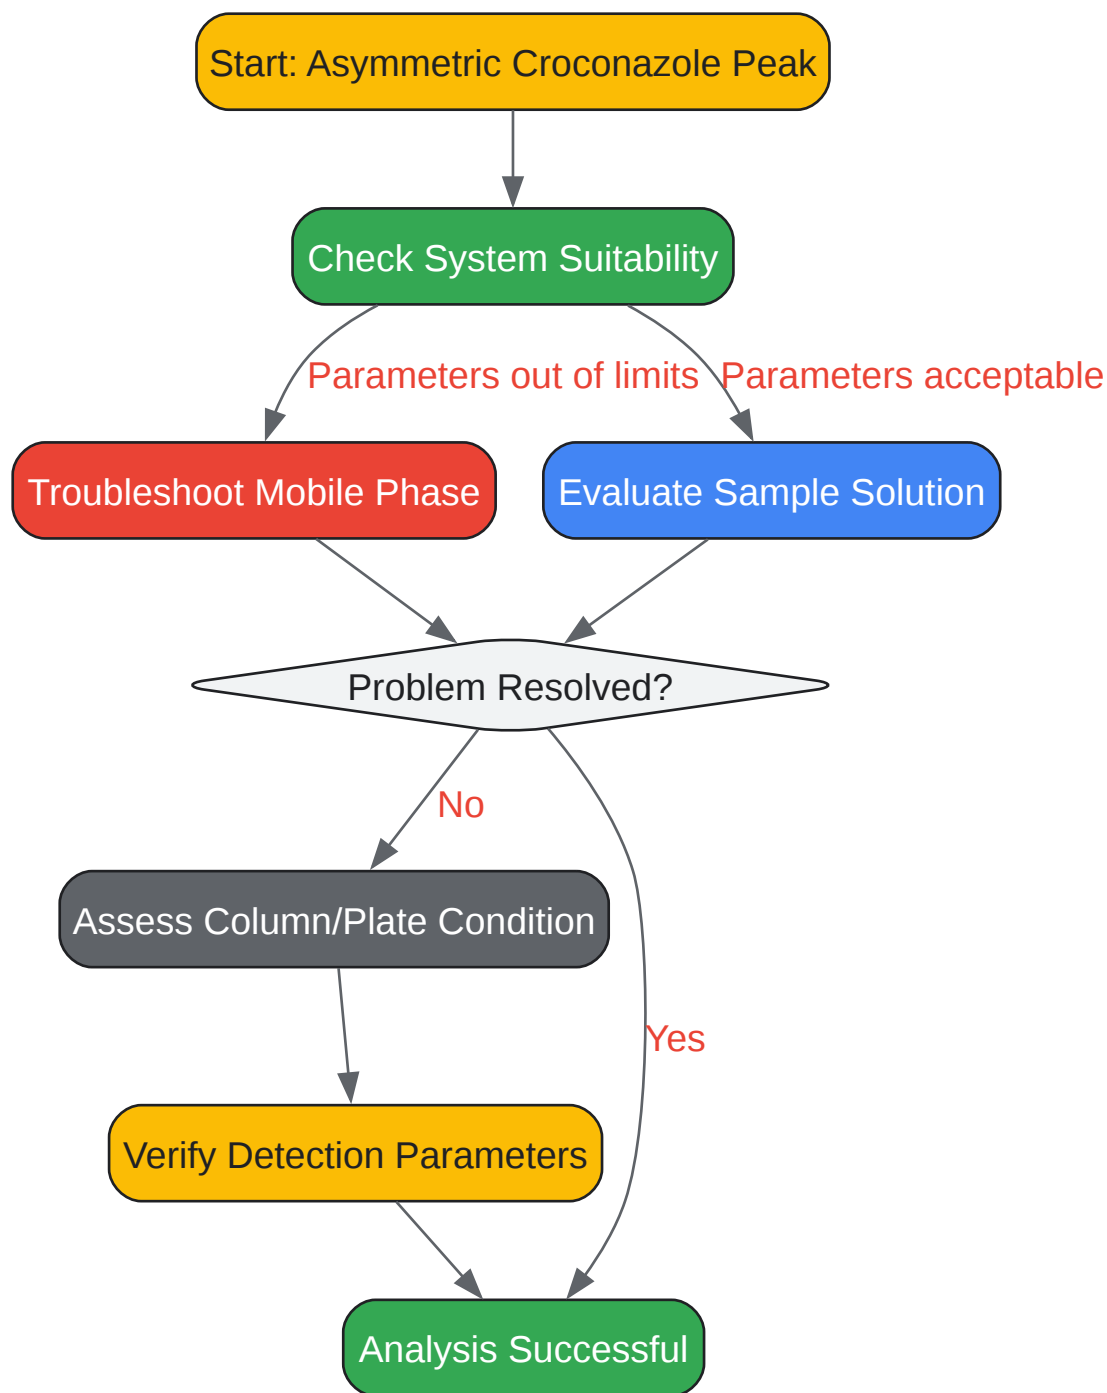 Start: Asymmetric Croconazole Peak
Check System Suitability
Parameters out of limits
Parameters acceptable
Troubleshoot Mobile Phase
Evaluate Sample Solution
Problem Resolved?
No
Assess Column/Plate Condition
Yes
Verify Detection Parameters
Analysis Successful